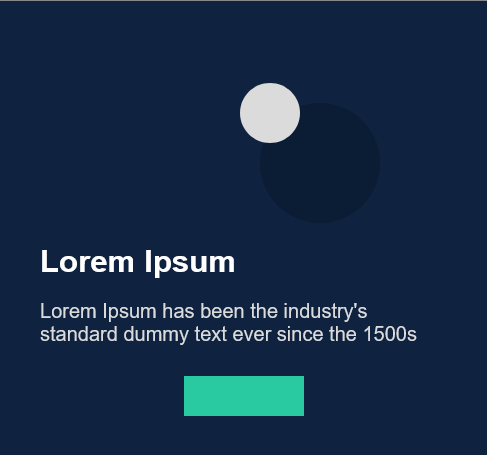 Lorem Ipsum
Lorem Ipsum has been the industry's
standard dummy text ever since the 1500s